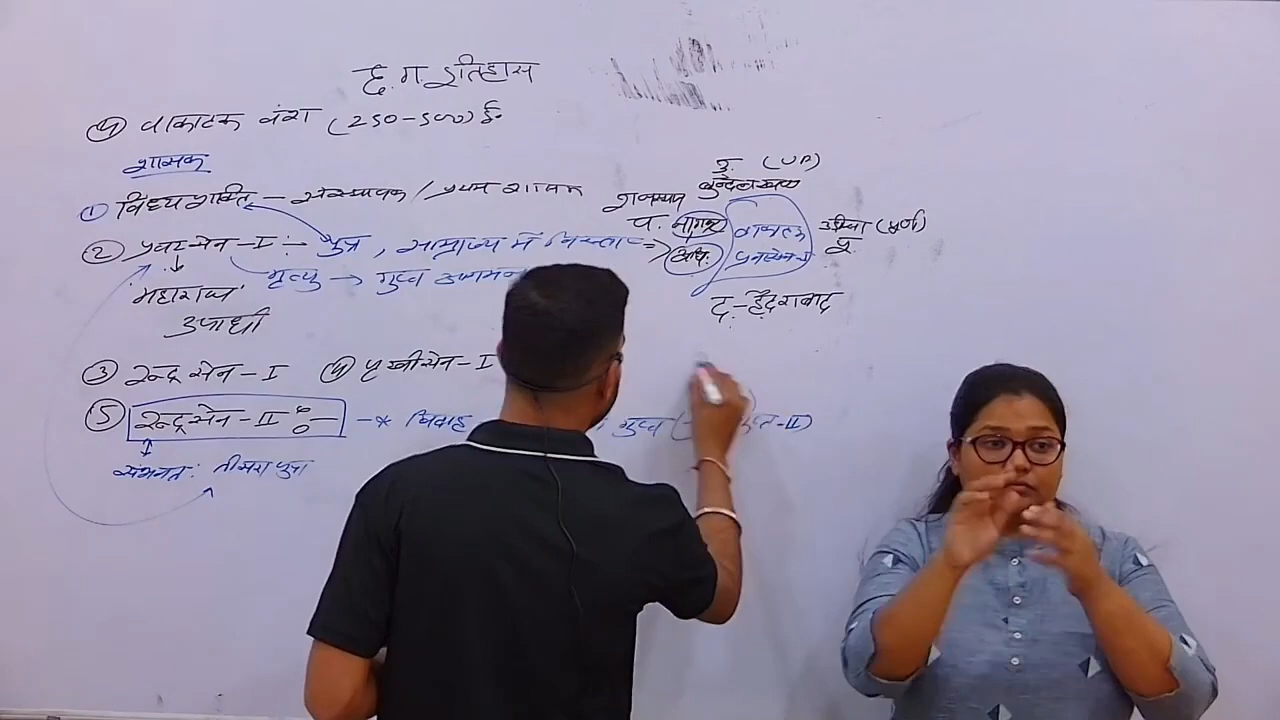 छ.ग. इतिहास
④ वाकाटक वंश (250-500) ई.
शासक
① विंध्यशक्ति - संस्थापक / प्रथम शासक
② प्रवरसेन-I :- पुत्र, साम्राज्य में विस्तार
मृत्यु → गुप्त
"महाराज"
उपाधी
③ रुद्रसेन-I ④ पृथ्वीसेन-I
⑤ रुद्रसेन-II :- * विवाह
गुप्त -II)
संभवतः तीसरा पुत्र
उ. (UP)
बुन्देलखण्ड
प.
वाकाटक
प्रवरसेन-I
उड़िसा (पूर्वी)
द.-हैदराबाद